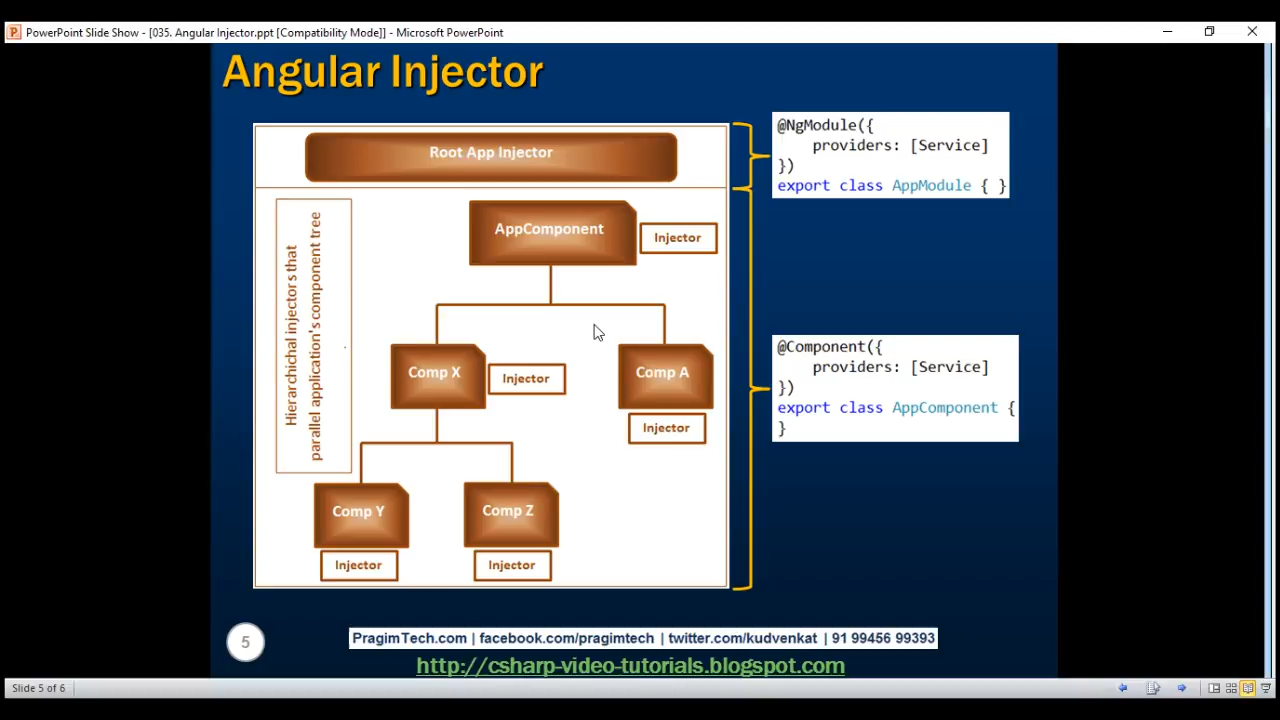 PowerPoint Slide Show - [035. Angular Injector.ppt [Compatibility Mode]] - Microsoft PowerPoint
Angular Injector
Root App Injector
@NgModule({
providers: [Service]
})
export class AppModule { }
Hierarchichal injectors that
parallel application's component tree
AppComponent
Injector
Comp X
Injector
Comp A
Injector
@Component({
providers: [Service]
})
export class AppComponent {
}
Comp Y
Injector
Comp Z
Injector
5
PragimTech.com | facebook.com/pragimtech | twitter.com/kudvenkat | 91 99456 99393
http://csharp-video-tutorials.blogspot.com
Slide 5 of 6